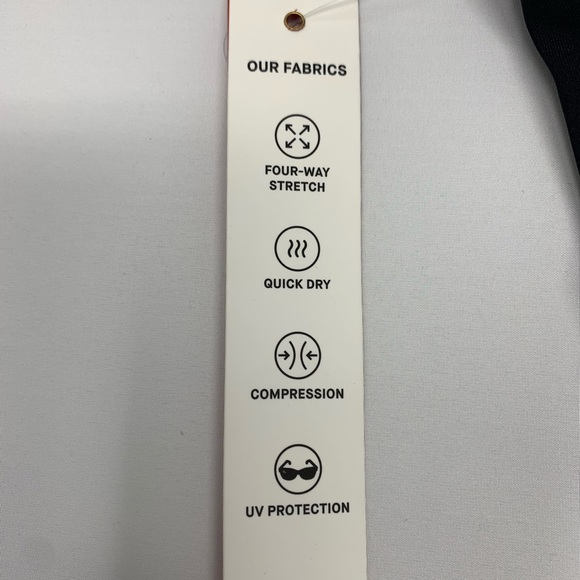 OUR FABRICS
FOUR-WAY
STRETCH
QUICK DRY
COMPRESSION
UV PROTECTION